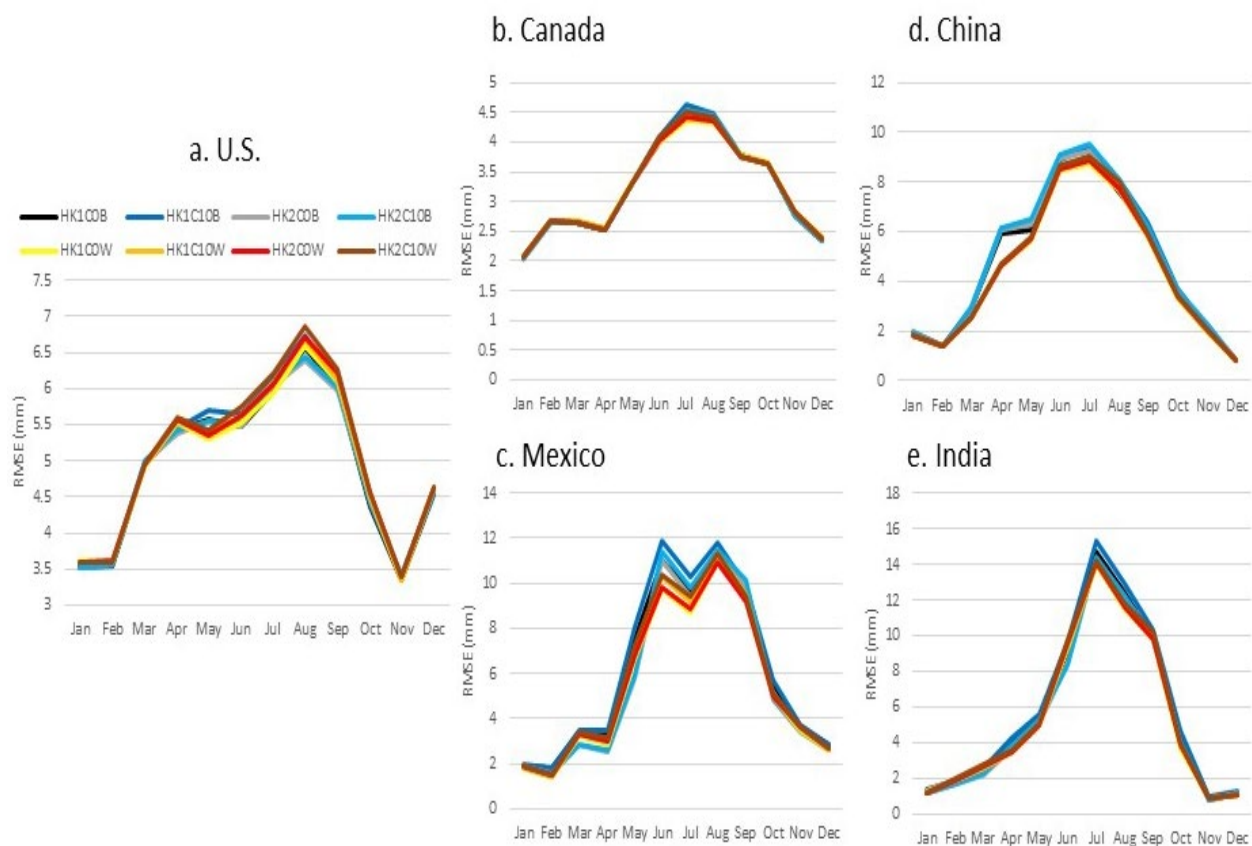 a. U.S.
HK1C0B HK1C10B HK2C0B HK2C10B
HK1C0W HK1C10W HK2C0W HK2C10W
RMSE (mm)
7.5
7
6.5
6
5.5
5
4.5
4
3.5
3
Jan Feb Mar Apr May Jun Jul Aug Sep Oct Nov Dec
b. Canada
RMSE (mm)
5
4.5
4
3.5
3
2.5
2
1.5
1
0.5
0
Jan Feb Mar Apr May Jun Jul Aug Sep Oct Nov Dec
c. Mexico
RMSE (mm)
14
12
10
8
6
4
2
0
Jan Feb Mar Apr May Jun Jul Aug Sep Oct Nov Dec
d. China
RMSE (mm)
12
10
8
6
4
2
0
Jan Feb Mar Apr May Jun Jul Aug Sep Oct Nov Dec
e. India
RMSE (mm)
18
16
14
12
10
8
6
4
2
0
Jan Feb Mar Apr May Jun Jul Aug Sep Oct Nov Dec